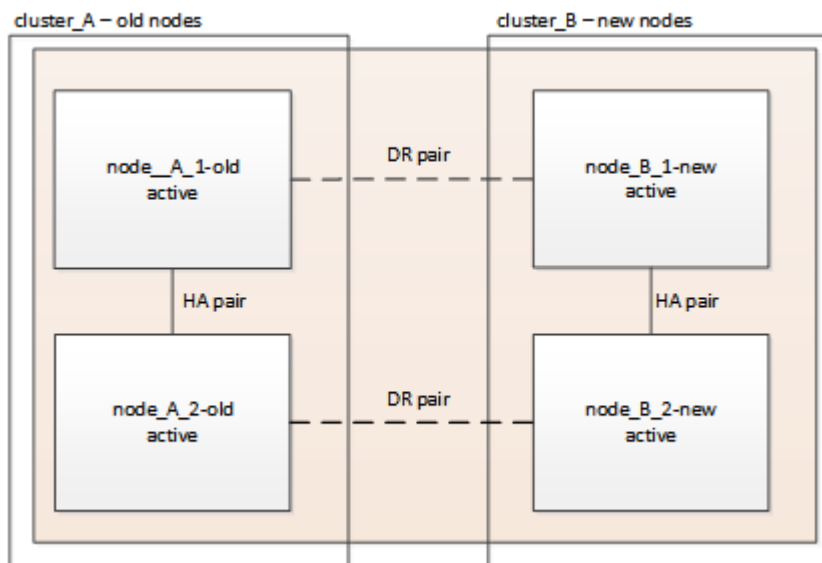 cluster_A – old nodes
cluster_B – new nodes
node__A_1-old
active
DR pair
node_B_1-new
active
HA pair
HA pair
node_A_2-old
active
DR pair
node_B_2-new
active